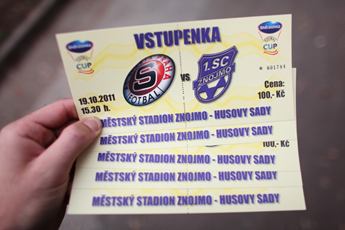 VSTUPENKA
CUP
CUP
S
FOTBAL
VS
1.SC
ZNOJMO
19.10.2011
15.30 h.
Cena:
100,- Kč
MĚSTSKÝ STADION ZNOJMO - HUSOVY SADY
100,- Kč
MĚSTSKÝ STADION ZNOJMO - HUSOVY SADY
MĚSTSKÝ STADION ZNOJMO - HUSOVY SADY
MĚSTSKÝ STADION ZNOJMO - HUSOVY SADY
MĚSTSKÝ STADION ZNOJMO - HUSOVY SADY